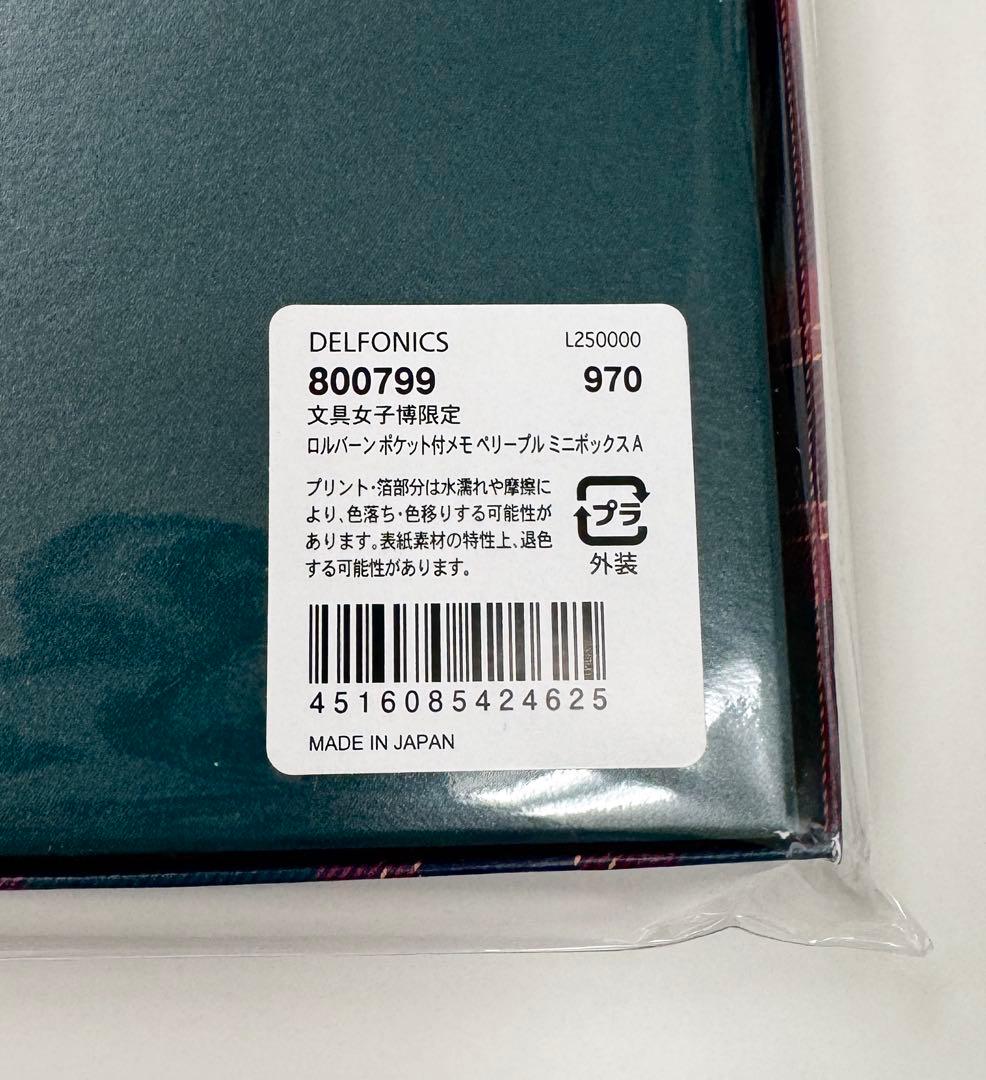 DELFONICS L250000
800799 970
文具女子博限定
ロルバーン ポケット付メモ ペリープル ミニボックス A
プリント・箔部分は水濡れや摩擦に
より、色落ち・色移りする可能性が
あります。表紙素材の特性上、退色
する可能性があります。
プラ
外装
4516085424625
MADE IN JAPAN